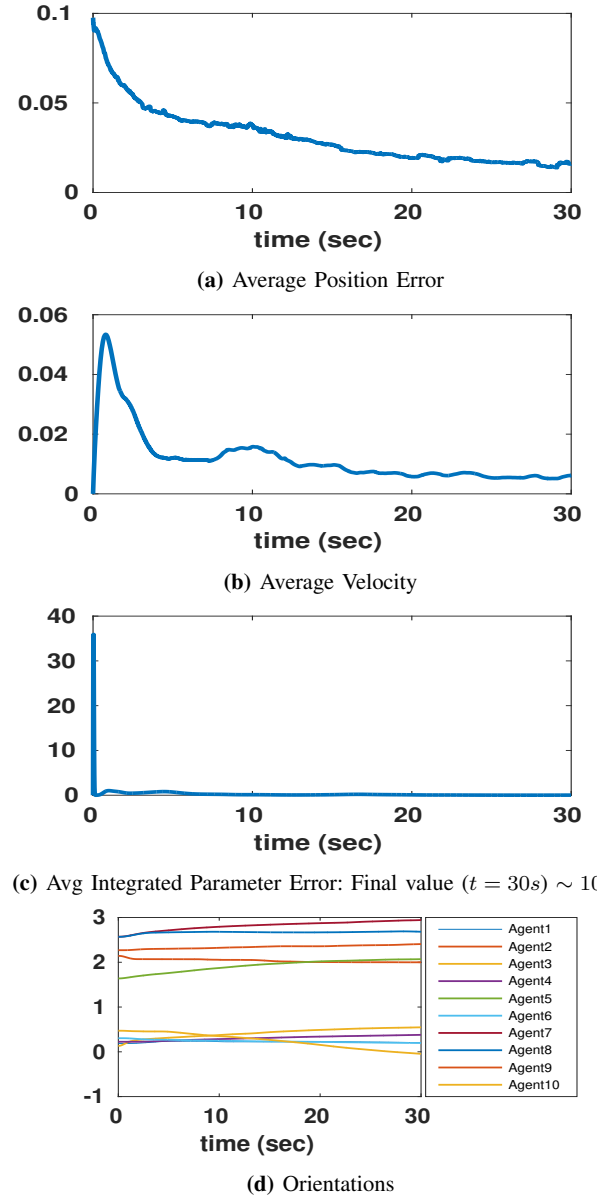 0.1
0.05
0
0 10 20 30
time (sec)
(a) Average Position Error
0.06
0.04
0.02
0
0 10 20 30
time (sec)
(b) Average Velocity
40
30
20
10
0
0 10 20 30
time (sec)
(c) Avg Integrated Parameter Error: Final value (t = 30s) ∼ 10
3
2
1
0
-1
0 10 20 30
time (sec)
Agent1
Agent2
Agent3
Agent4
Agent5
Agent6
Agent7
Agent8
Agent9
Agent10
(d) Orientations